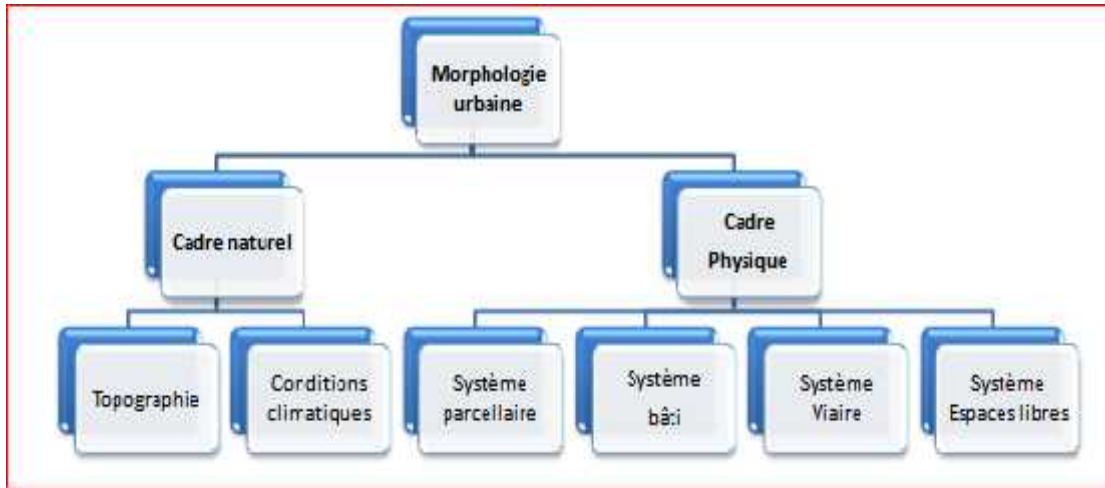 Morphologie
urbaine
Cadre naturel
Cadre
Physique
Topographie
Conditions
climatiques
Système
parcellaire
Système
bâti
Système
Viaire
Système
Espaces libres